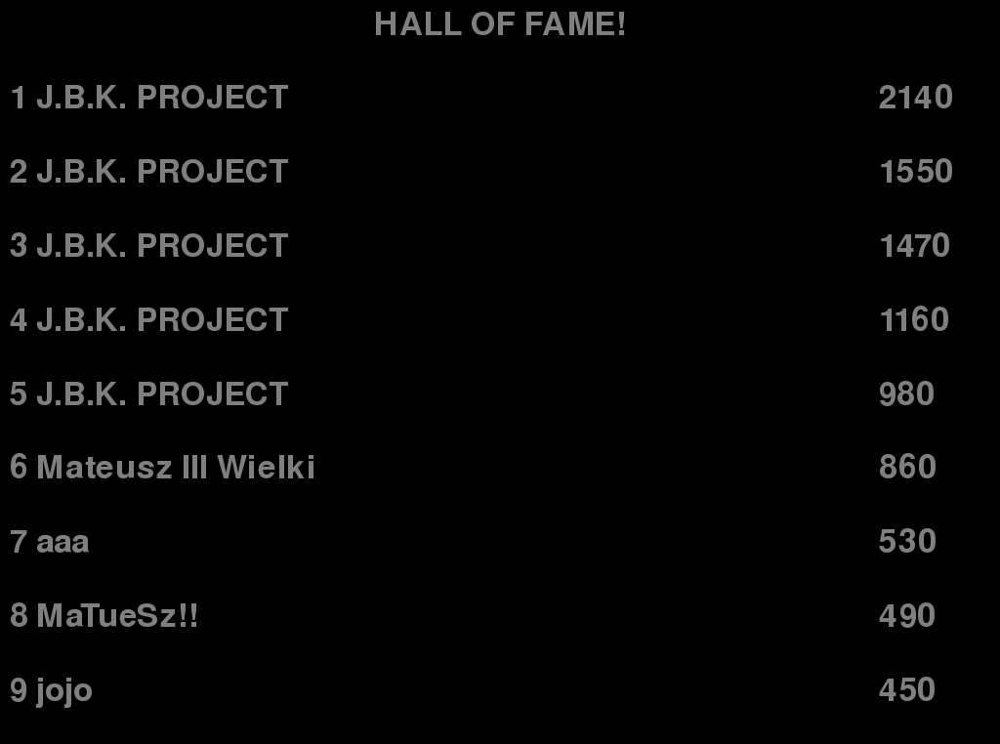 HALL OF FAME!
1 J.B.K. PROJECT 2140
2 J.B.K. PROJECT 1550
3 J.B.K. PROJECT 1470
4 J.B.K. PROJECT 1160
5 J.B.K. PROJECT 980
6 Mateusz III Wielki 860
7 aaa 530
8 MaTueSz!! 490
9 jojo 450